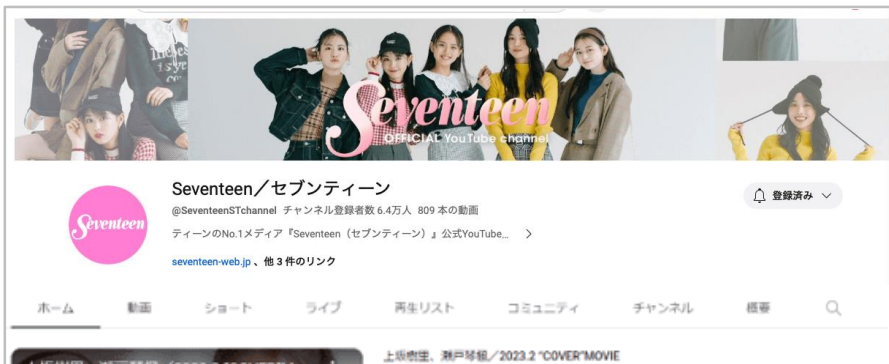 Seventeen
OFFICIAL YouTube channel
Seventeen
Seventeen／セブンティーン
@SeventeenSTchannel チャンネル登録者数 6.4万人 809 本の動画
ティーンのNo.1メディア『Seventeen（セブンティーン）』公式YouTube...
seventeen-web.jp 、他 3 件のリンク
登録済み
ホーム 動画 ショート ライブ 再生リスト コミュニティ チャンネル 概要
上坂樹里、瀬戸琴楓／2023.2 "COVER"MOVIE